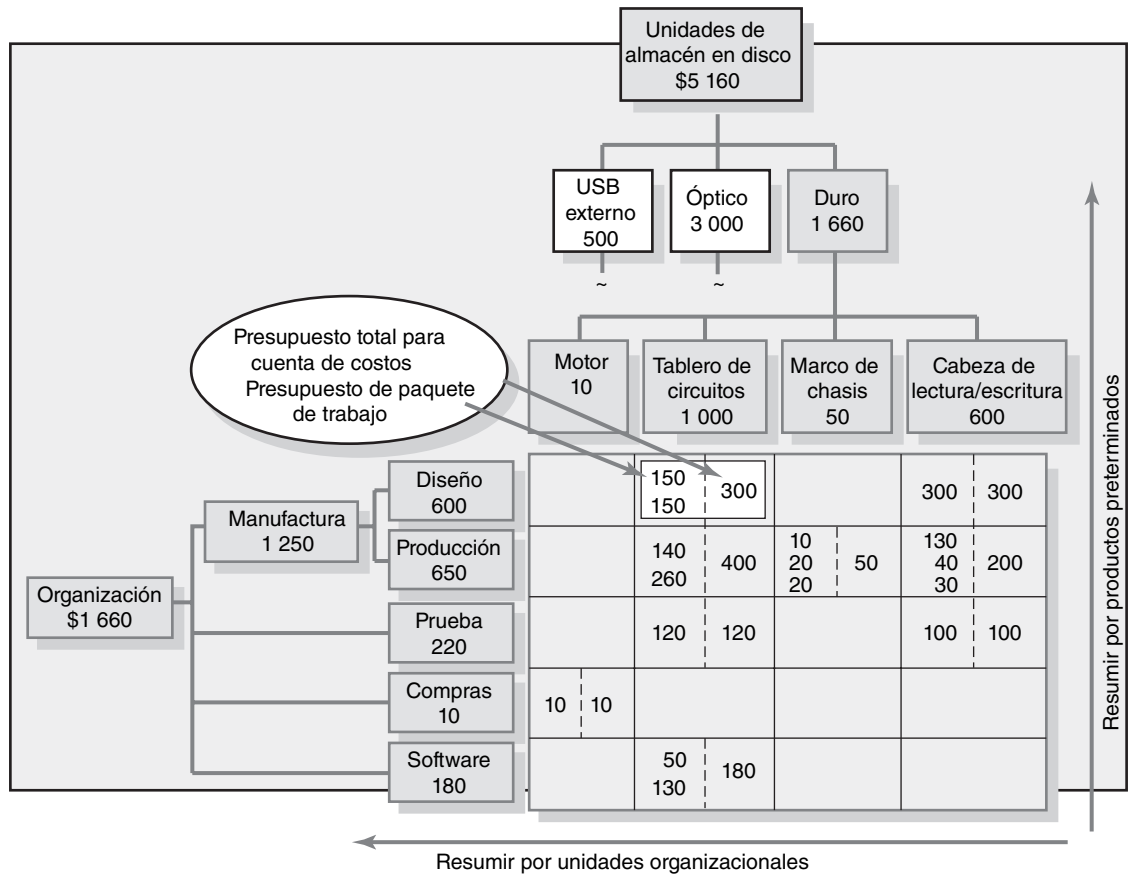 Unidades de
almacén en disco
$5 160
USB
externo
500
Óptico
3 000
Duro
1 660
~
~
Presupuesto total para
cuenta de costos
Presupuesto de paquete
de trabajo
Motor
10
Tablero de
circuitos
1 000
Marco de
chasis
50
Cabeza de
lectura/escritura
600
Organización
$1 660
Manufactura
1 250
Diseño
600
150
150
300
300
300
Producción
650
140
260
400
10
20
20
50
130
40
30
200
Prueba
220
120
120
100
100
Compras
10
10
10
Software
180
50
130
180
Resumir por productos preterminados
Resumir por unidades organizacionales